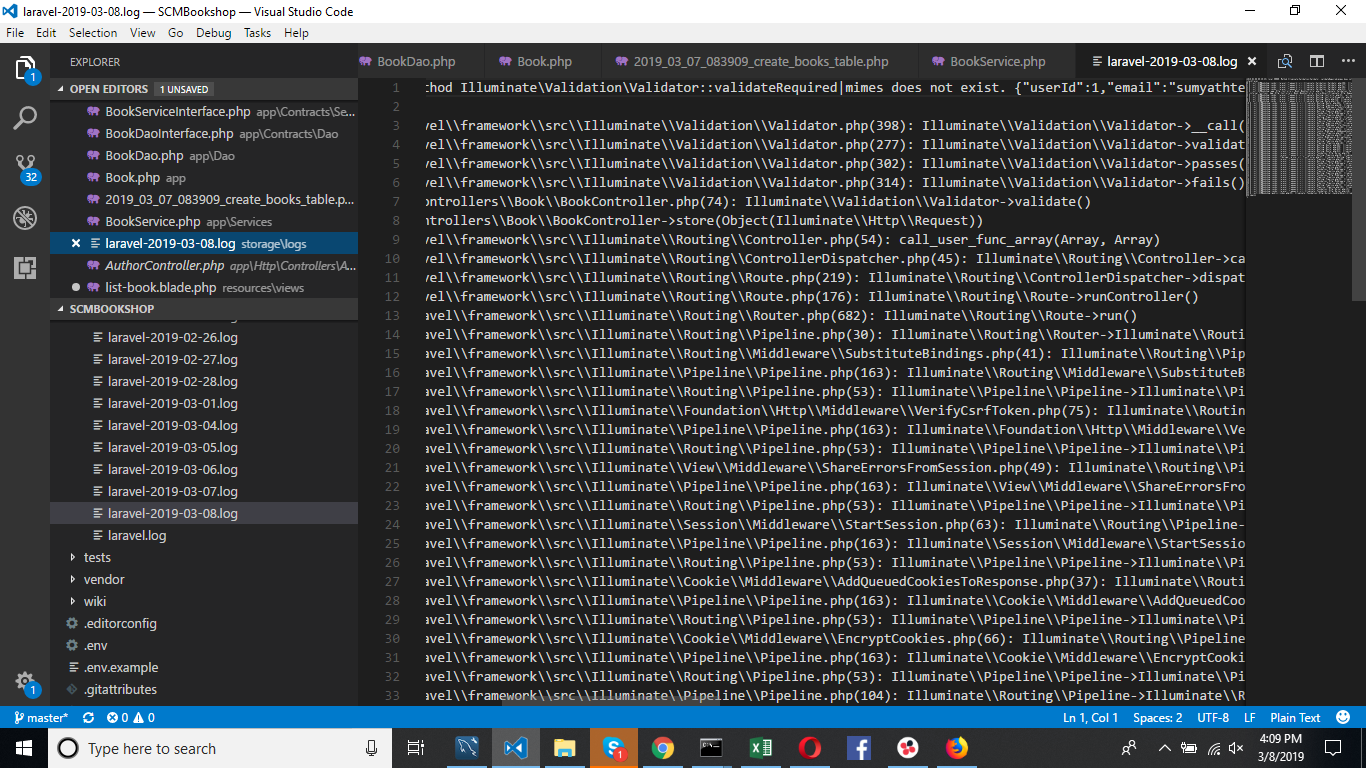 laravel-2019-03-08.log — SCMBookshop — Visual Studio Code
File Edit Selection View Go Debug Tasks Help
EXPLORER
BookDao.php Book.php 2019_03_07_083909_create_books_table.php BookService.php laravel-2019-03-08.log
1
OPEN EDITORS 1 UNSAVED
BookServiceInterface.php app\Contracts\Se...
BookDaoInterface.php app\Contracts\Dao
BookDao.php app\Dao
Book.php app
2019_03_07_083909_create_books_table.p...
BookService.php app\Services
laravel-2019-03-08.log storage\logs
AuthorController.php app\Http\Controllers\A...
list-book.blade.php resources\views
32
SCMBOOKSHOP
laravel-2019-02-26.log
laravel-2019-02-27.log
laravel-2019-02-28.log
laravel-2019-03-01.log
laravel-2019-03-04.log
laravel-2019-03-05.log
laravel-2019-03-06.log
laravel-2019-03-07.log
laravel-2019-03-08.log
laravel.log
tests
vendor
wiki
.editorconfig
.env
.env.example
.gitattributes
1
1 thod Illuminate\Validation\Validator::validateRequired|mimes does not exist. {"userId":1,"email":"sumyathte
2
3 vel\\framework\\src\\Illuminate\\Validation\\Validator.php(398): Illuminate\\Validation\\Validator->__call(
4 vel\\framework\\src\\Illuminate\\Validation\\Validator.php(277): Illuminate\\Validation\\Validator->validat
5 vel\\framework\\src\\Illuminate\\Validation\\Validator.php(302): Illuminate\\Validation\\Validator->passes(
6 vel\\framework\\src\\Illuminate\\Validation\\Validator.php(314): Illuminate\\Validation\\Validator->fails()
7 ontrollers\\Book\\BookController.php(74): Illuminate\\Validation\\Validator->validate()
8 ntrollers\\Book\\BookController->store(Object(Illuminate\\Http\\Request))
9 vel\\framework\\src\\Illuminate\\Routing\\Controller.php(54): call_user_func_array(Array, Array)
10 vel\\framework\\src\\Illuminate\\Routing\\ControllerDispatcher.php(45): Illuminate\\Routing\\Controller->ca
11 vel\\framework\\src\\Illuminate\\Routing\\Route.php(219): Illuminate\\Routing\\ControllerDispatcher->dispat
12 vel\\framework\\src\\Illuminate\\Routing\\Route.php(176): Illuminate\\Routing\\Route->runController()
13 avel\\framework\\src\\Illuminate\\Routing\\Router.php(682): Illuminate\\Routing\\Route->run()
14 avel\\framework\\src\\Illuminate\\Routing\\Pipeline.php(30): Illuminate\\Routing\\Router->Illuminate\\Routi
15 avel\\framework\\src\\Illuminate\\Routing\\Middleware\\SubstituteBindings.php(41): Illuminate\\Routing\\Pip
16 avel\\framework\\src\\Illuminate\\Pipeline\\Pipeline.php(163): Illuminate\\Routing\\Middleware\\SubstituteB
17 avel\\framework\\src\\Illuminate\\Routing\\Pipeline.php(53): Illuminate\\Pipeline\\Pipeline->Illuminate\\Pi
18 avel\\framework\\src\\Illuminate\\Foundation\\Http\\Middleware\\VerifyCsrfToken.php(75): Illuminate\\Routin
19 avel\\framework\\src\\Illuminate\\Pipeline\\Pipeline.php(163): Illuminate\\Foundation\\Http\\Middleware\\Ve
20 avel\\framework\\src\\Illuminate\\Routing\\Pipeline.php(53): Illuminate\\Pipeline\\Pipeline->Illuminate\\Pi
21 avel\\framework\\src\\Illuminate\\View\\Middleware\\ShareErrorsFromSession.php(49): Illuminate\\Routing\\Pi
22 avel\\framework\\src\\Illuminate\\Pipeline\\Pipeline.php(163): Illuminate\\View\\Middleware\\ShareErrorsFro
23 avel\\framework\\src\\Illuminate\\Routing\\Pipeline.php(53): Illuminate\\Pipeline\\Pipeline->Illuminate\\Pi
24 avel\\framework\\src\\Illuminate\\Session\\Middleware\\StartSession.php(63): Illuminate\\Routing\\Pipeline-
25 avel\\framework\\src\\Illuminate\\Pipeline\\Pipeline.php(163): Illuminate\\Session\\Middleware\\StartSessio
26 avel\\framework\\src\\Illuminate\\Routing\\Pipeline.php(53): Illuminate\\Pipeline\\Pipeline->Illuminate\\Pi
27 avel\\framework\\src\\Illuminate\\Cookie\\Middleware\\AddQueuedCookiesToResponse.php(37): Illuminate\\Routi
28 avel\\framework\\src\\Illuminate\\Pipeline\\Pipeline.php(163): Illuminate\\Cookie\\Middleware\\AddQueuedCoo
29 avel\\framework\\src\\Illuminate\\Routing\\Pipeline.php(53): Illuminate\\Pipeline\\Pipeline->Illuminate\\Pi
30 avel\\framework\\src\\Illuminate\\Cookie\\Middleware\\EncryptCookies.php(66): Illuminate\\Routing\\Pipeline
31 avel\\framework\\src\\Illuminate\\Pipeline\\Pipeline.php(163): Illuminate\\Cookie\\Middleware\\EncryptCooki
32 avel\\framework\\src\\Illuminate\\Routing\\Pipeline.php(53): Illuminate\\Pipeline\\Pipeline->Illuminate\\Pi
33 avel\\framework\\src\\Illuminate\\Pipeline\\Pipeline.php(104): Illuminate\\Routing\\Pipeline->Illuminate\\R
master* 0 0 Ln 1, Col 1 Spaces: 2 UTF-8 LF Plain Text
Type here to search
1
4:09 PM
3/8/2019